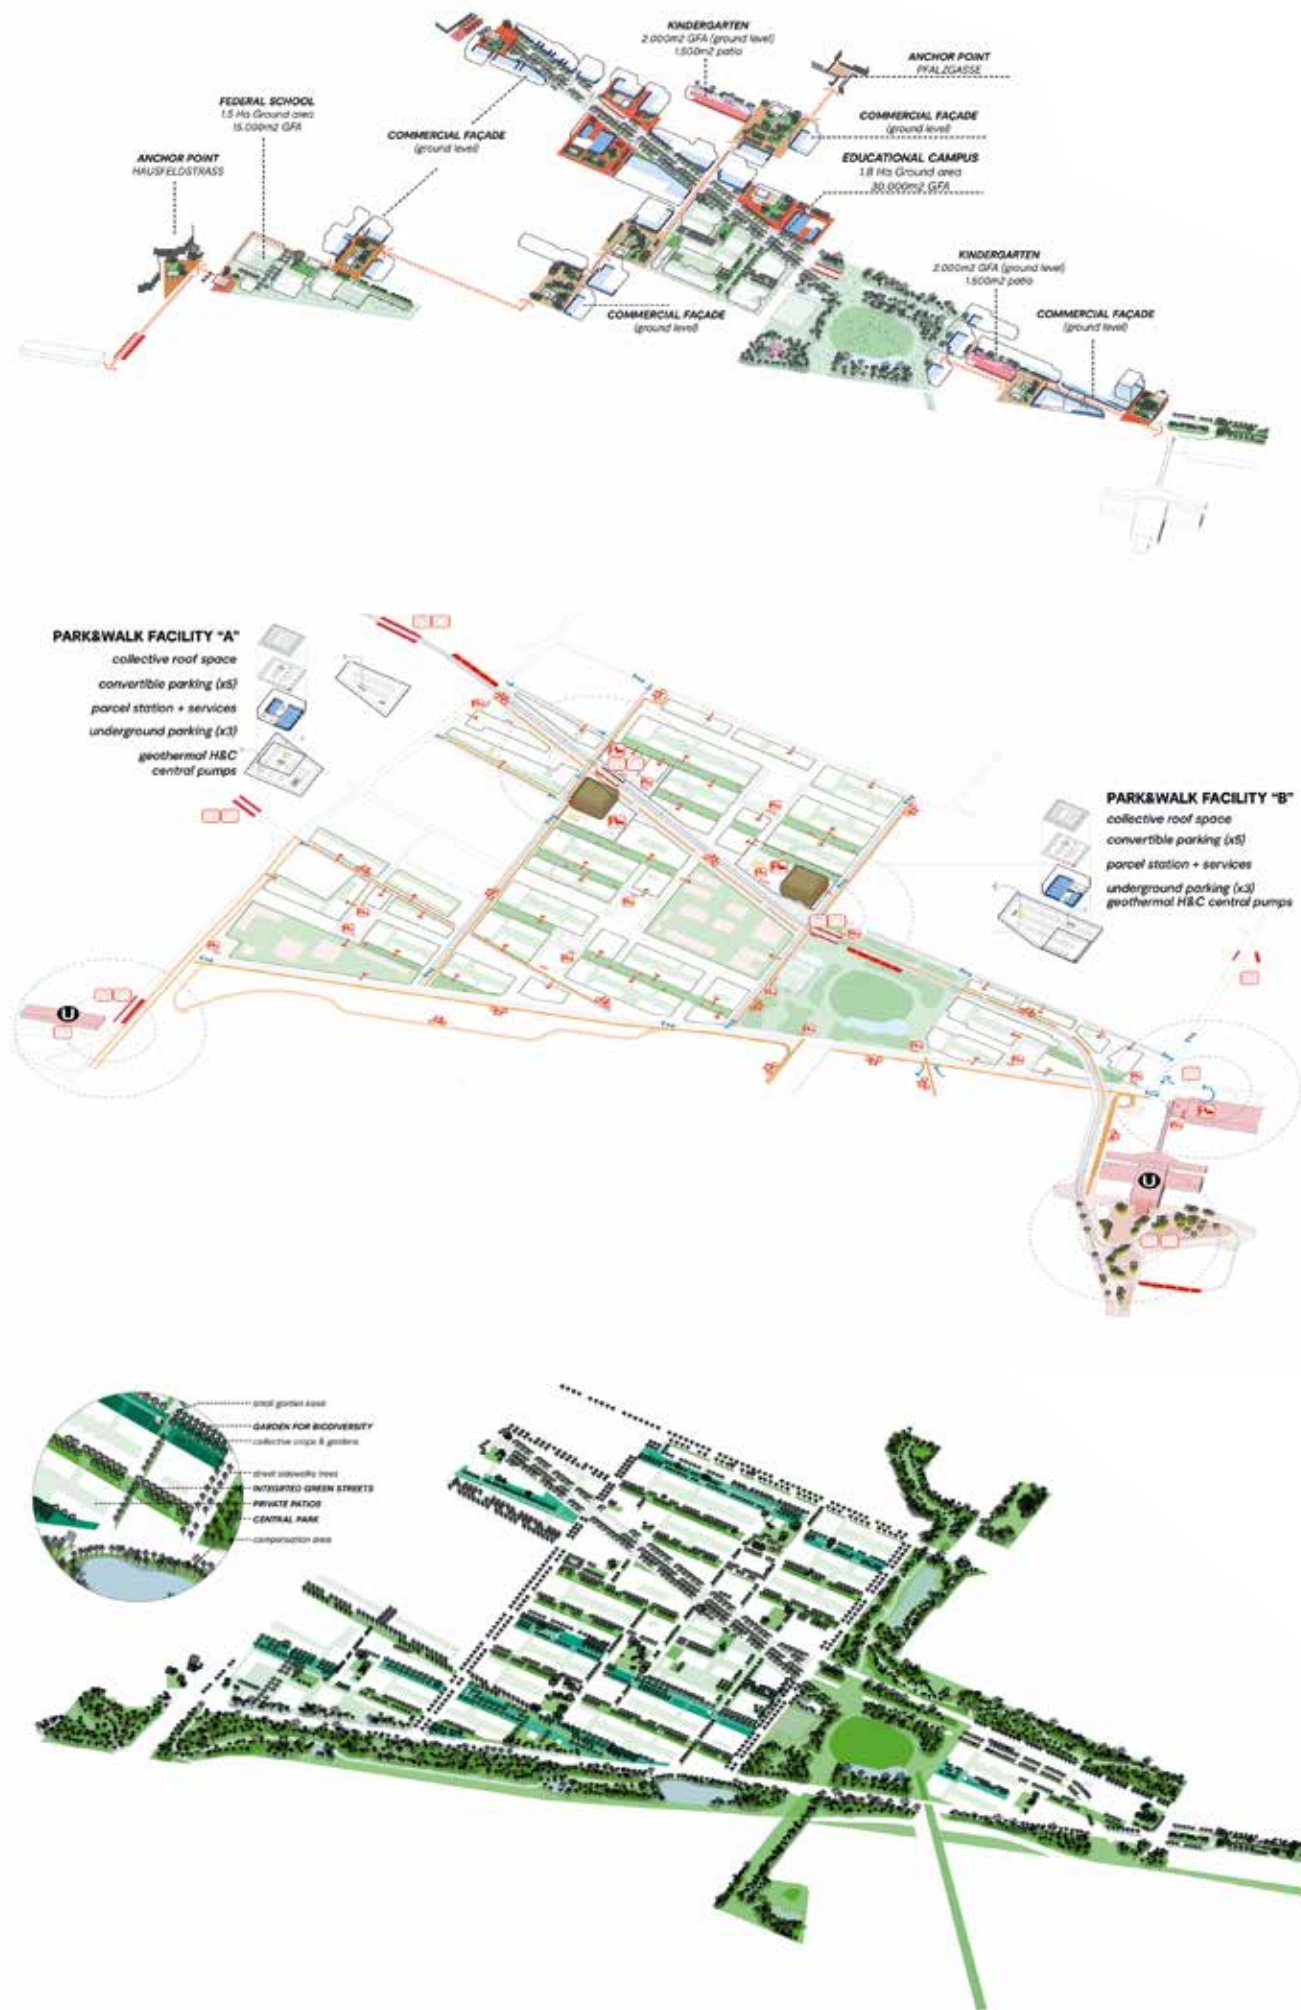 KINDERGARTEN
2.000m2 GFA (ground level)
1.500m2 patio
ANCHOR POINT
PFALZGASSE
FEDERAL SCHOOL
1.5 Ha Ground area
15.000m2 GFA
COMMERCIAL FAÇADE
(ground level)
COMMERCIAL FAÇADE
(ground level)
ANCHOR POINT
HAUSFELDSTRASS
EDUCATIONAL CAMPUS
1.8 Ha Ground area
30.000m2 GFA
KINDERGARTEN
2.000m2 GFA (ground level)
1.500m2 patio
COMMERCIAL FAÇADE
(ground level)
COMMERCIAL FAÇADE
(ground level)
PARK&WALK FACILITY "A"
collective roof space
convertible parking (x5)
parcel station + services
underground parking (x3)
geothermal H&C
central pumps
PARK&WALK FACILITY "B"
collective roof space
convertible parking (x5)
parcel station + services
underground parking (x3)
geothermal H&C central pumps
U
U
small garden kiosk
GARDEN FOR BIODIVERSITY
collective crops & gardens
street sidewalks trees
INTEGRTED GREEN STREETS
PRIVATE PATIOS
CENTRAL PARK
compensation area